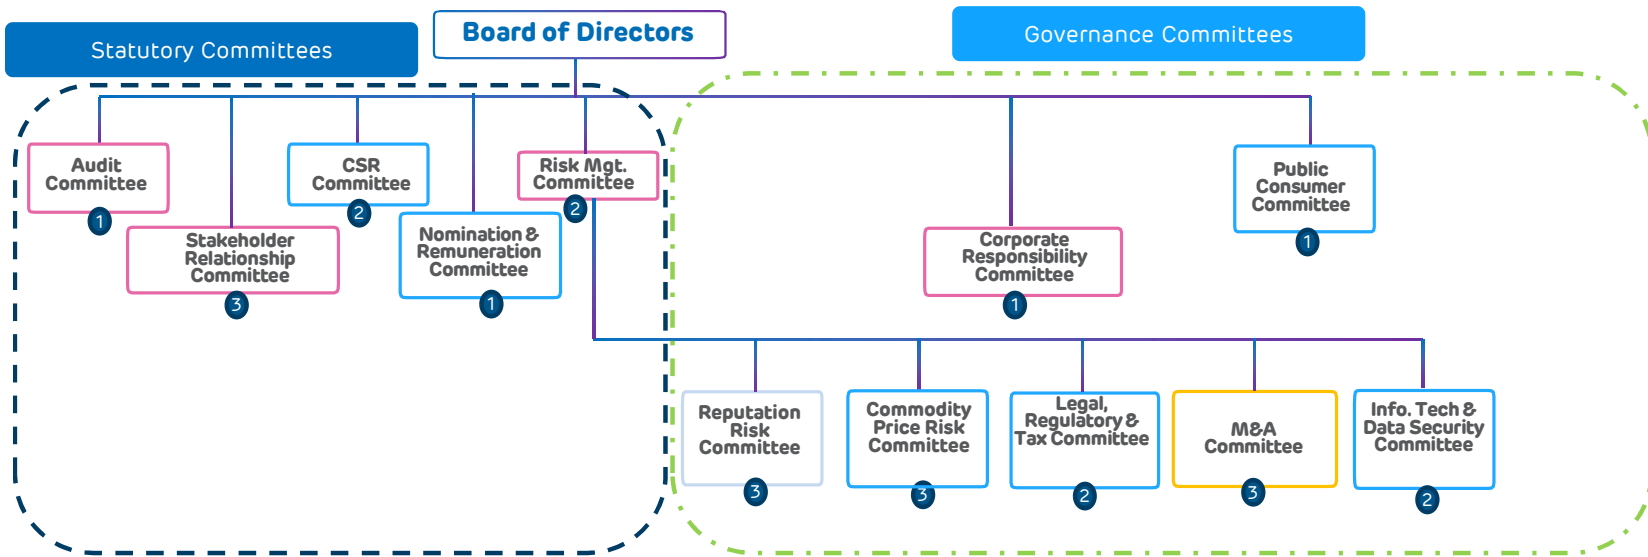 Statutory Committees
Board of Directors
Governance Committees
Audit
Committee
1
CSR
Committee
2
Risk Mgt.
Committee
2
Public
Consumer
Committee
1
Stakeholder
Relationship
Committee
3
Nomination &
Remuneration
Committee
1
Corporate
Responsibility
Committee
1
Reputation
Risk
Committee
3
Commodity
Price Risk
Committee
3
Legal,
Regulatory &
Tax Committee
2
M&A
Committee
3
Info. Tech &
Data Security
Committee
2